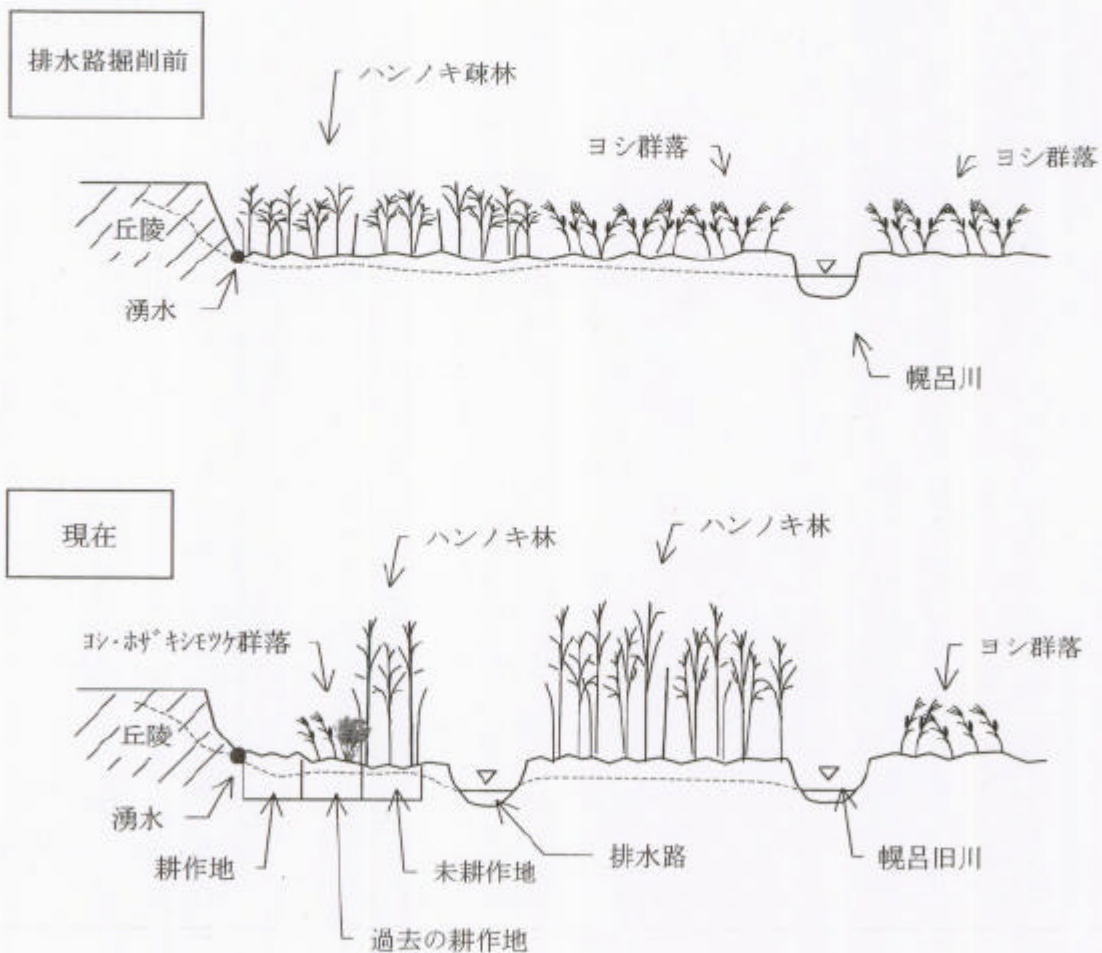 排水路掘削前
ハンノキ疎林
ヨシ群落
ヨシ群落
丘陵
湧水
幌呂川
現在
ハンノキ林
ハンノキ林
ヨシ・ホザキシモツケ群落
ヨシ群落
丘陵
湧水
耕作地
未耕作地
排水路
幌呂旧川
過去の耕作地